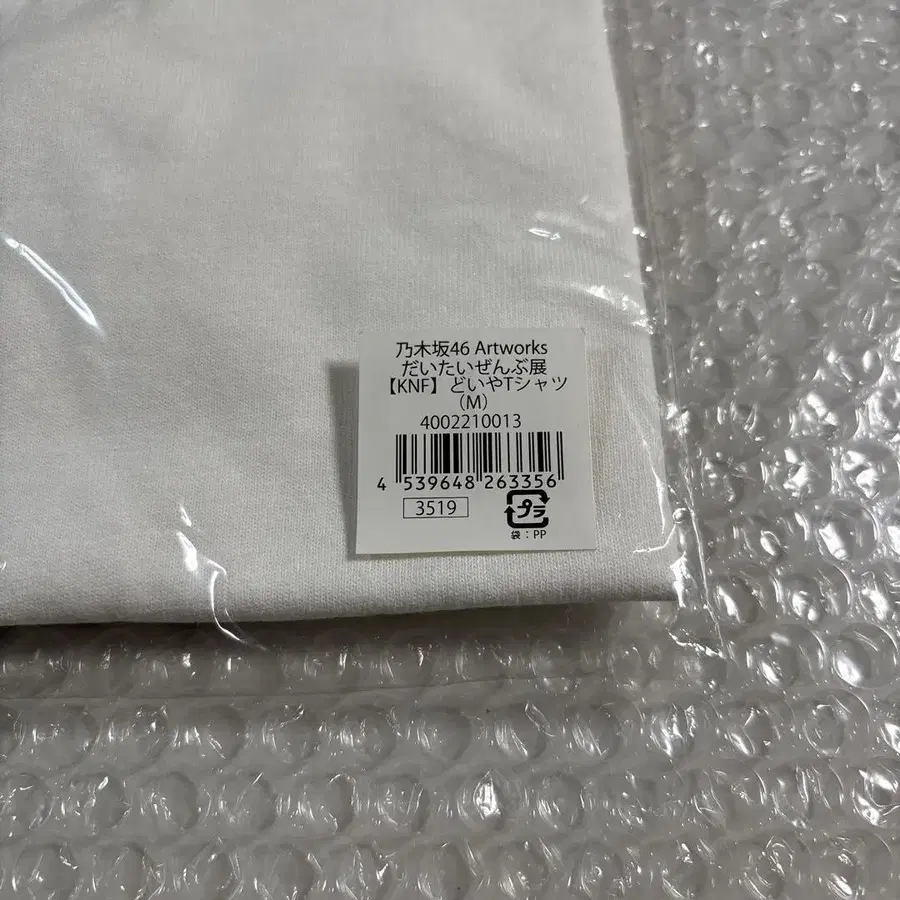 乃木坂46 Artworks
だいたいぜんぶ展
【KNF】どいやTシャツ
（M）
4002210013
4 539648 263356
3519
プラ
袋：PP